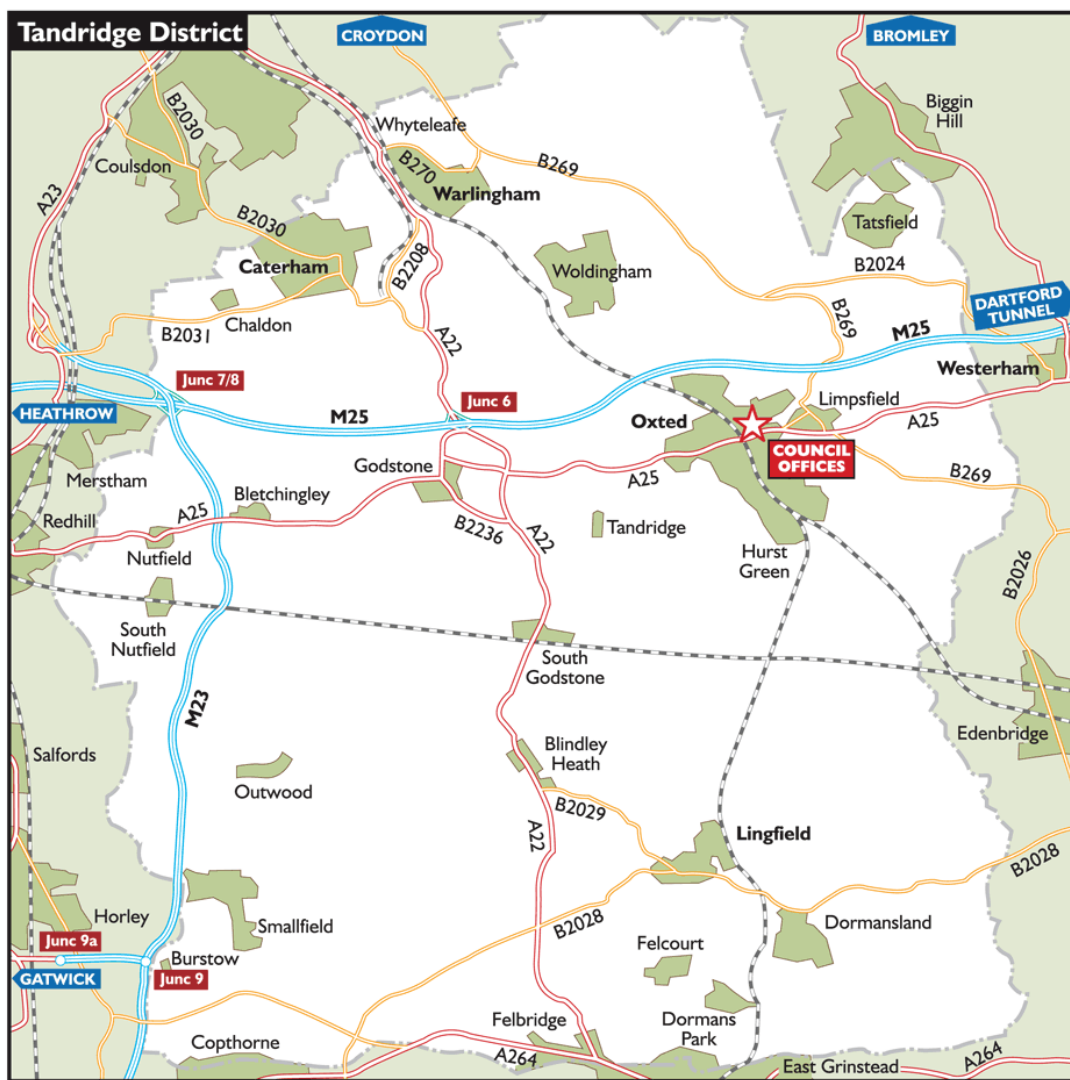 Tandridge District
CROYDON
BROMLEY
Biggin
Hill
B2030
Whyteleafe
Coulsdon
B270
B269
A23
Warlingham
Tatsfield
B2030
Caterham
B2208
Woldingham
B2024
DARTFORD
TUNNEL
Chaldon
B2031
A22
B269
M25
Westerham
Junc 7/8
Junc 6
HEATHROW
M25
Oxted
Limpsfield
A25
COUNCIL
OFFICES
Godstone
Merstham
Bletchingley
A25
B269
Redhill
A25
B2236
A22
Tandridge
Nutfield
Hurst
Green
B2026
South
Nutfield
South
Godstone
M23
Salfords
Blindley
Heath
Edenbridge
Outwood
B2029
A22
Lingfield
B2028
Horley
Smallfield
B2028
Dormansland
Junc 9a
Burstow
Felcourt
GATWICK
Junc 9
Felbridge
Dormans
Park
Copthorne
A264
East Grinstead
A264